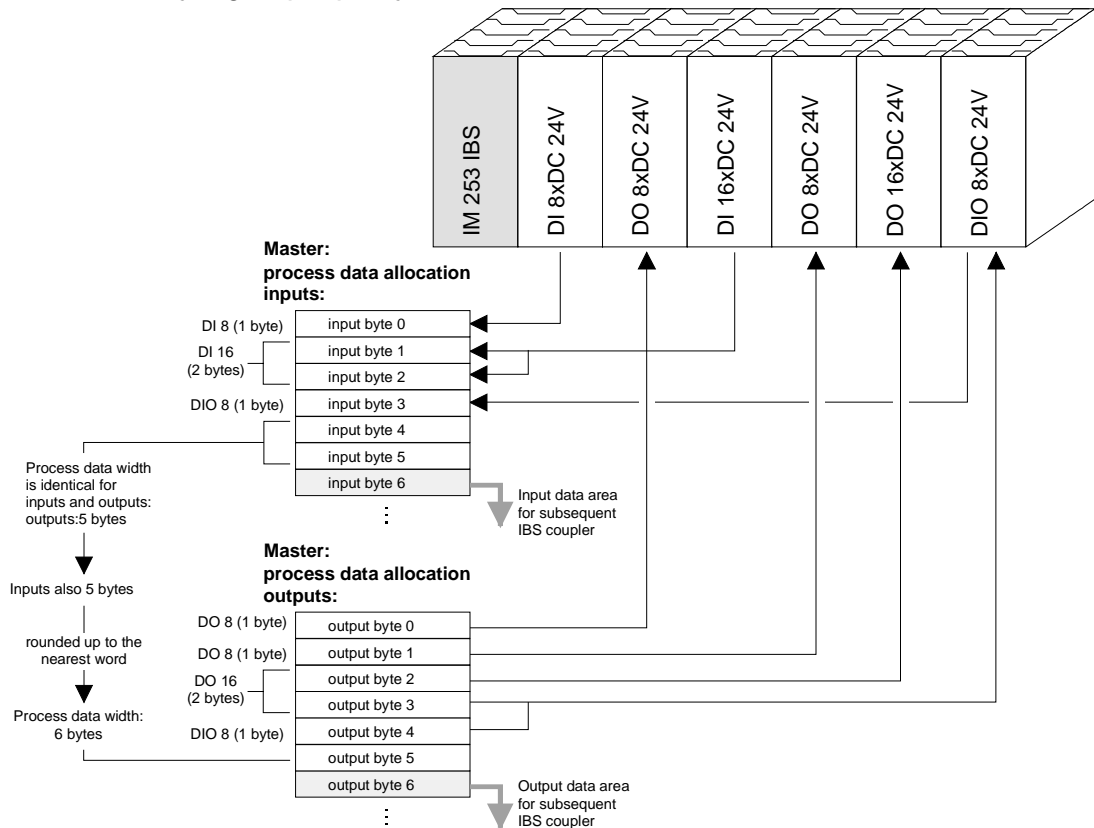 IM 253 IBS
DI 8xDC 24V
DO 8xDC 24V
DI 16xDC 24V
DO 8xDC 24V
DO 16xDC 24V
DIO 8xDC 24V
Master:
process data allocation
inputs:
DI 8 (1 byte)
input byte 0
DI 16
(2 bytes)
input byte 1
input byte 2
DIO 8 (1 byte)
input byte 3
input byte 4
input byte 5
input byte 6
Input data area
for subsequent
IBS coupler
Process data width
is identical for
inputs and outputs:
outputs:5 bytes
Inputs also 5 bytes
rounded up to the
nearest word
Process data width:
6 bytes
Master:
process data allocation
outputs:
DO 8 (1 byte)
output byte 0
DO 8 (1 byte)
output byte 1
DO 16
(2 bytes)
output byte 2
output byte 3
DIO 8 (1 byte)
output byte 4
output byte 5
output byte 6
Output data area
for subsequent
IBS coupler